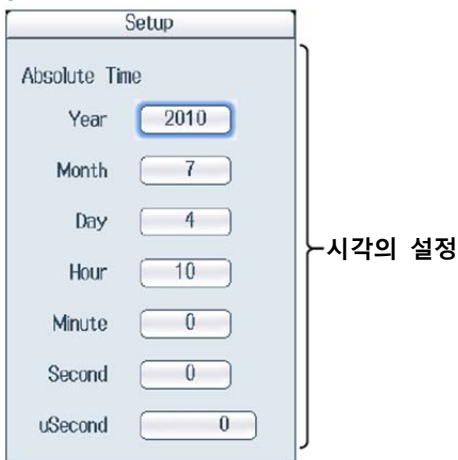 Setup
Absolute Time
Year 2010
Month 7
Day 4
Hour 10
Minute 0
Second 0
uSecond 0
시각의 설정